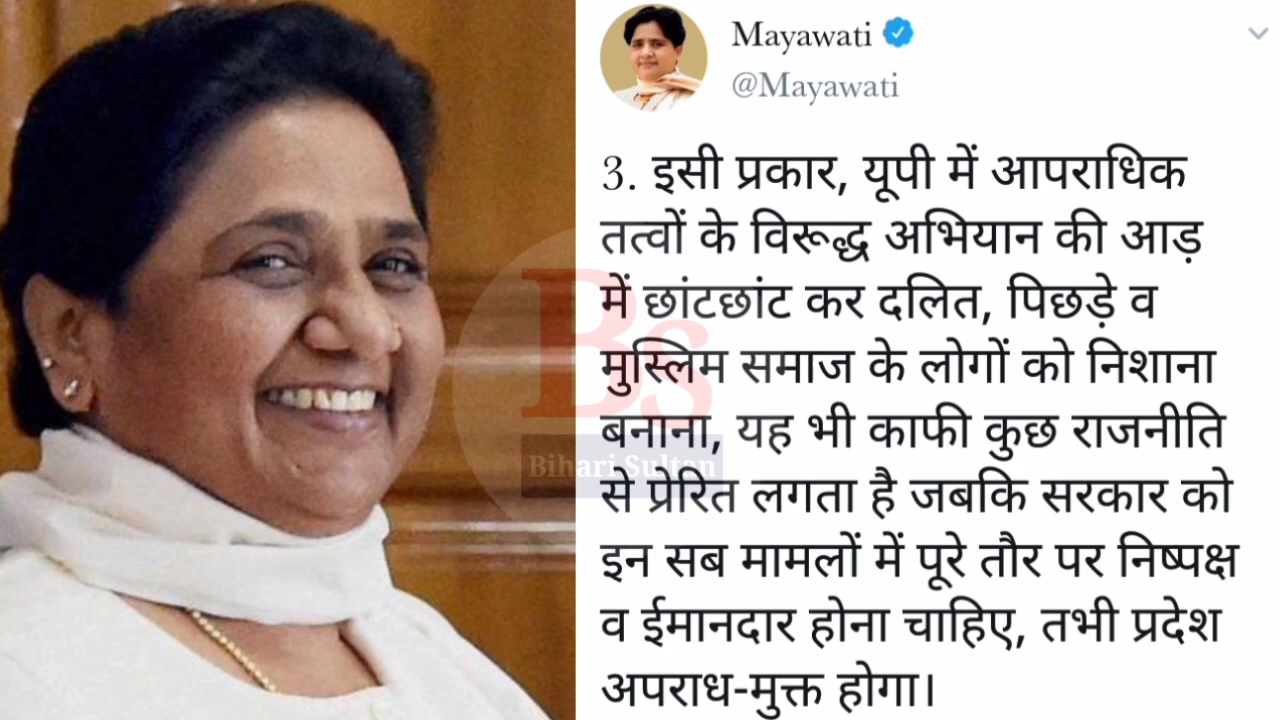 Mayawati
@Mayawati
3. इसी प्रकार, यूपी में आपराधिक
तत्वों के विरूद्ध अभियान की आड़
में छांटछांट कर दलित, पिछड़े व
मुस्लिम समाज के लोगों को निशाना
बनाना, यह भी काफी कुछ राजनीति
से प्रेरित लगता है जबकि सरकार को
इन सब मामलों में पूरे तौर पर निष्पक्ष
व ईमानदार होना चाहिए, तभी प्रदेश
अपराध-मुक्त होगा।
Bs
Bihari Sultan